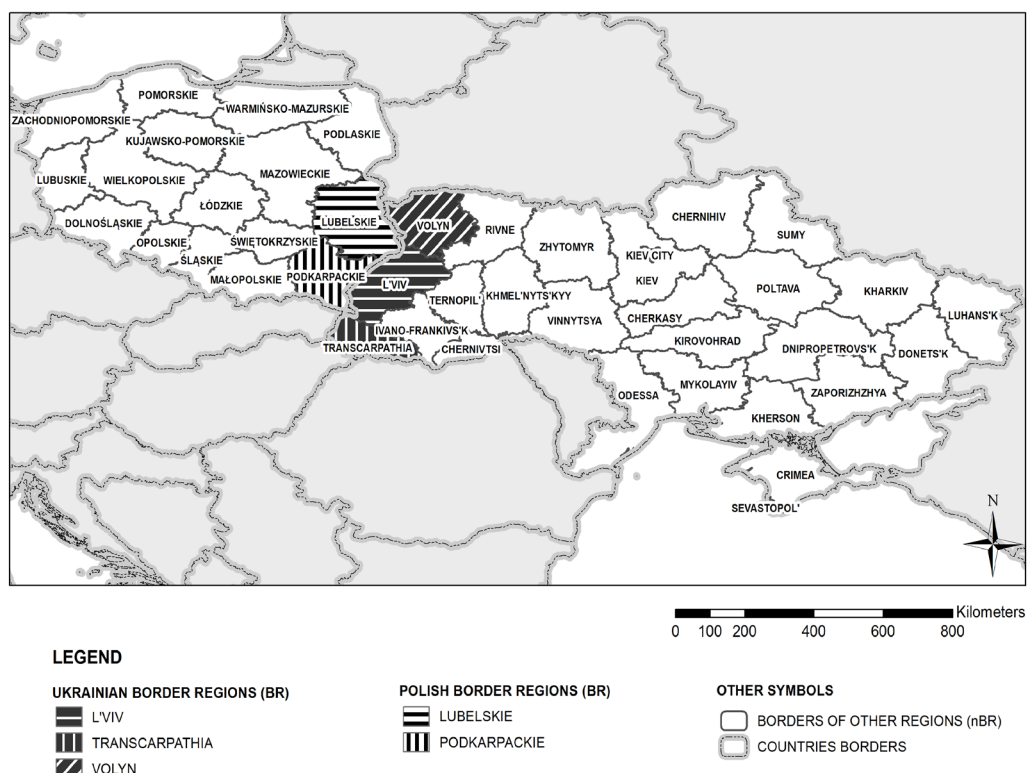 POMORSKIE
WARMIŃSKO-MAZURSKIE
ZACHODNIOPOMORSKIE
PODLASKIE
KUJAWSKO-POMORSKIE
MAZOWIECKIE
LUBUSKIE
WIELKOPOLSKIE
ŁÓDZKIE
DOLNOŚLĄSKIE
LUBELSKIE
VOLYN
RIVNE
CHERNIHIV
SUMY
OPOLSKIE
ŚWIĘTOKRZYSKIE
ZHYTOMYR
ŚLĄSKIE
KIEV CITY
MAŁOPOLSKIE
PODKARPACKIE
L'VIV
KIEV
TERNOPIL'
KHMEL'NYTS'KYY
POLTAVA
KHARKIV
VINNYTSYA
CHERKASY
LUHANS'K
IVANO-FRANKIVS'K
KIROVOHRAD
TRANSCARPATHIA
CHERNIVTSI
DNIPROPETROVS'K
DONETS'K
MYKOLAYIV
ODESSA
ZAPORIZHZHYA
KHERSON
CRIMEA
SEVASTOPOL'
N
Kilometers
0 100 200 400 600 800
LEGEND
UKRAINIAN BORDER REGIONS (BR)
L'VIV
TRANSCARPATHIA
VOLYN
POLISH BORDER REGIONS (BR)
LUBELSKIE
PODKARPACKIE
OTHER SYMBOLS
BORDERS OF OTHER REGIONS (nBR)
COUNTRIES BORDERS